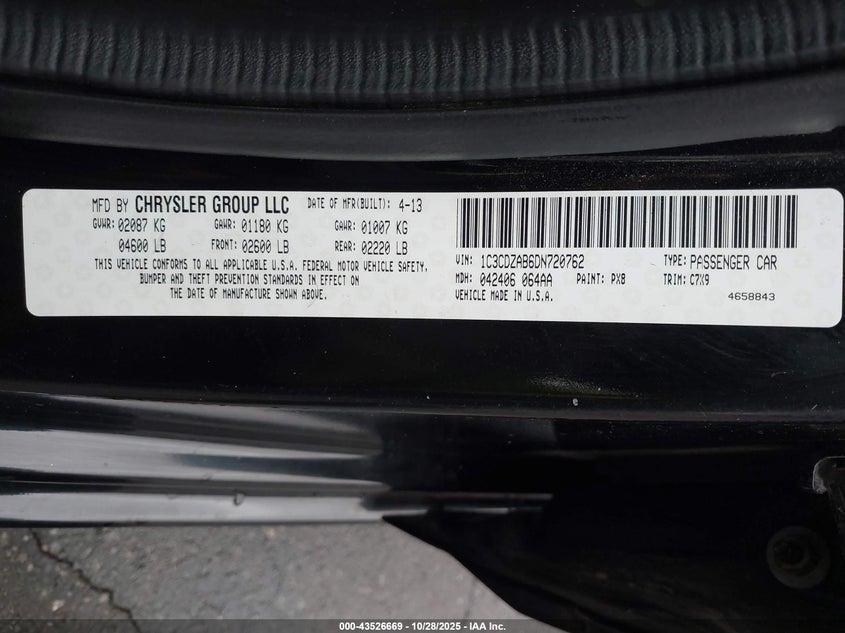 MFD BY CHRYSLER GROUP LLC DATE OF MFR(BUILT): 4-13
GVWR: 02087 KG GAWR: 01180 KG GAWR: 01007 KG
04600 LB FRONT: 02600 LB REAR: 02220 LB
THIS VEHICLE CONFORMS TO ALL APPLICABLE U.S.A. FEDERAL MOTOR VEHICLE SAFETY,
BUMPER AND THEFT PREVENTION STANDARDS IN EFFECT ON
THE DATE OF MANUFACTURE SHOWN ABOVE.
VIN: 1C3CDZAB6DN720762 TYPE: PASSENGER CAR
MDH: 042406 064AA PAINT: PX8 TRIM: C7X9
VEHICLE MADE IN U.S.A. 4658843
000-43526669 | 10/28/2025 - IAA Inc.